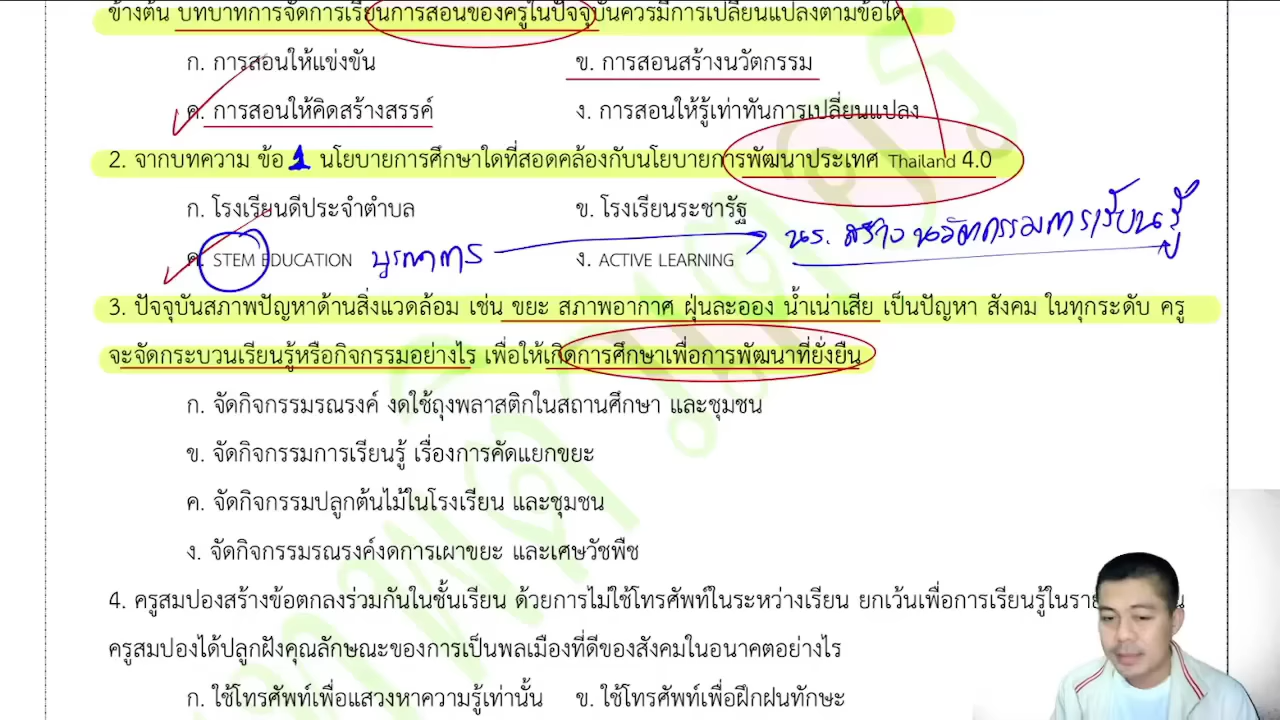 ข้างต้น บทบาทการจัดการเรียนการสอนของครูในปัจจุบันควรมีการเปลี่ยนแปลงตามข้อใด
ก. การสอนให้แข่งขัน ข. การสอนสร้างนวัตกรรม
ค. การสอนให้คิดสร้างสรรค์ ง. การสอนให้รู้เท่าทันการเปลี่ยนแปลง
2. จากบทความ ข้อ 1 นโยบายการศึกษาใดที่สอดคล้องกับนโยบายการพัฒนาประเทศ Thailand 4.0
ก. โรงเรียนดีประจำตำบล ข. โรงเรียนระชารัฐ
นร. สร้างนวัตกรรมการเรียนรู้
ค. STEM EDUCATION บูรณาการ ง. ACTIVE LEARNING
3. ปัจจุบันสภาพปัญหาด้านสิ่งแวดล้อม เช่น ขยะ สภาพอากาศ ฝุ่นละออง น้ำเน่าเสีย เป็นปัญหา สังคม ในทุกระดับ ครู
จะจัดกระบวนเรียนรู้หรือกิจกรรมอย่างไร เพื่อให้เกิดการศึกษาเพื่อการพัฒนาที่ยั่งยืน
ก. จัดกิจกรรมรณรงค์ งดใช้ถุงพลาสติกในสถานศึกษา และชุมชน
ข. จัดกิจกรรมการเรียนรู้ เรื่องการคัดแยกขยะ
ค. จัดกิจกรรมปลูกต้นไม้ในโรงเรียน และชุมชน
ง. จัดกิจกรรมรณรงค์งดการเผาขยะ และเศษวัชพืช
4. ครูสมปองสร้างข้อตกลงร่วมกันในชั้นเรียน ด้วยการไม่ใช้โทรศัพท์ในระหว่างเรียน ยกเว้นเพื่อการเรียนรู้ใน
ครูสมปองได้ปลูกฝังคุณลักษณะของการเป็นพลเมืองที่ดีของสังคมในอนาคตอย่างไร
ก. ใช้โทรศัพท์เพื่อแสวงหาความรู้เท่านั้น ข. ใช้โทรศัพท์เพื่อฝึกฝนทักษะ